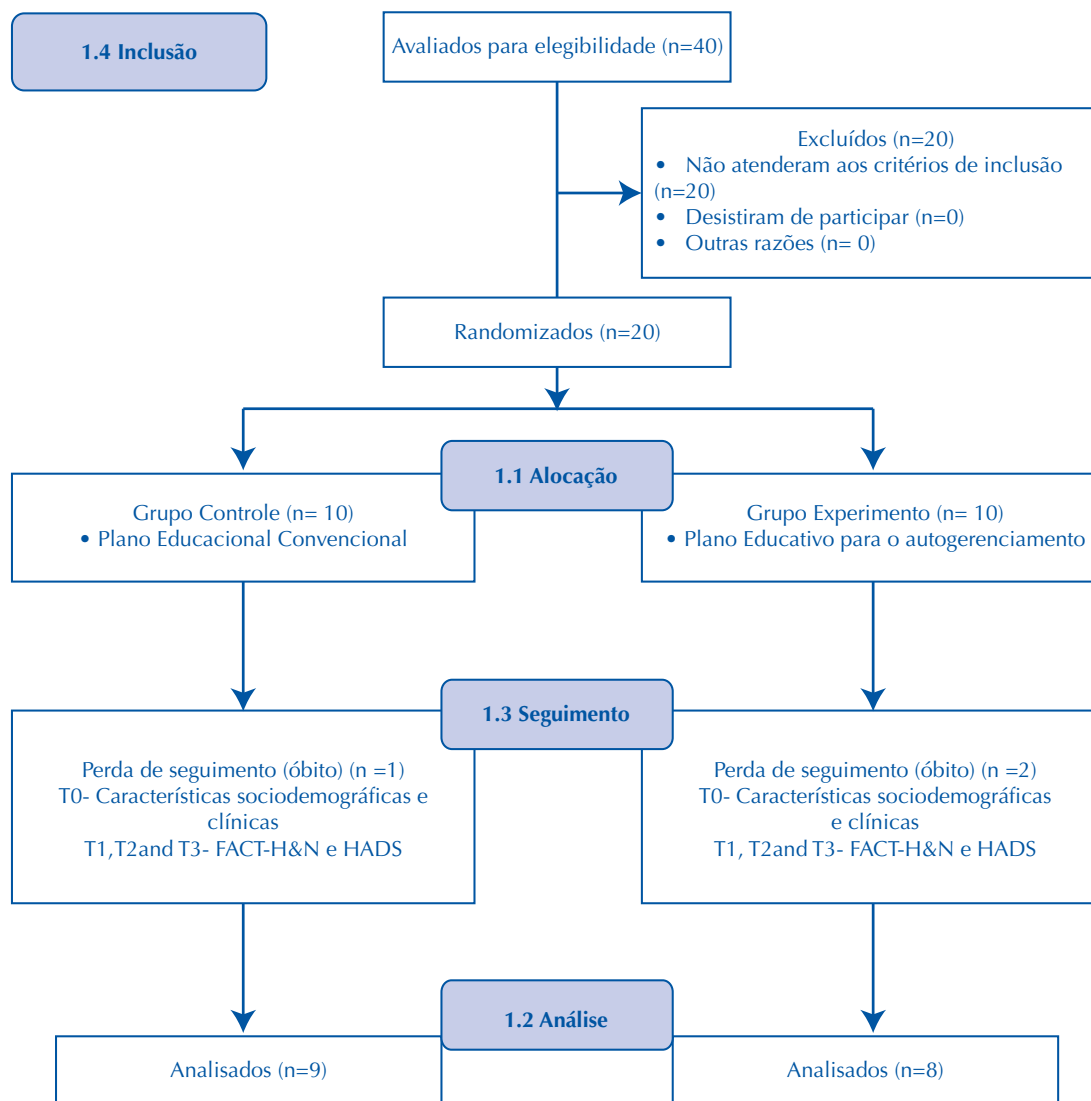 1.4 Inclusão
Avaliados para elegibilidade (n=40)
Excluídos (n=20)
• Não atenderam aos critérios de inclusão
(n=20)
• Desistiram de participar (n=0)
• Outras razões (n= 0)
Randomizados (n=20)
1.1 Alocação
Grupo Controle (n= 10)
• Plano Educacional Convencional
Grupo Experimento (n= 10)
• Plano Educativo para o autogerenciamento
1.3 Seguimento
Perda de seguimento (óbito) (n =1)
T0- Características sociodemográficas e
clínicas
T1,T2and T3- FACT-H&N e HADS
Perda de seguimento (óbito) (n =2)
T0- Características sociodemográficas
e clínicas
T1, T2and T3- FACT-H&N e HADS
1.2 Análise
Analisados (n=9)
Analisados (n=8)